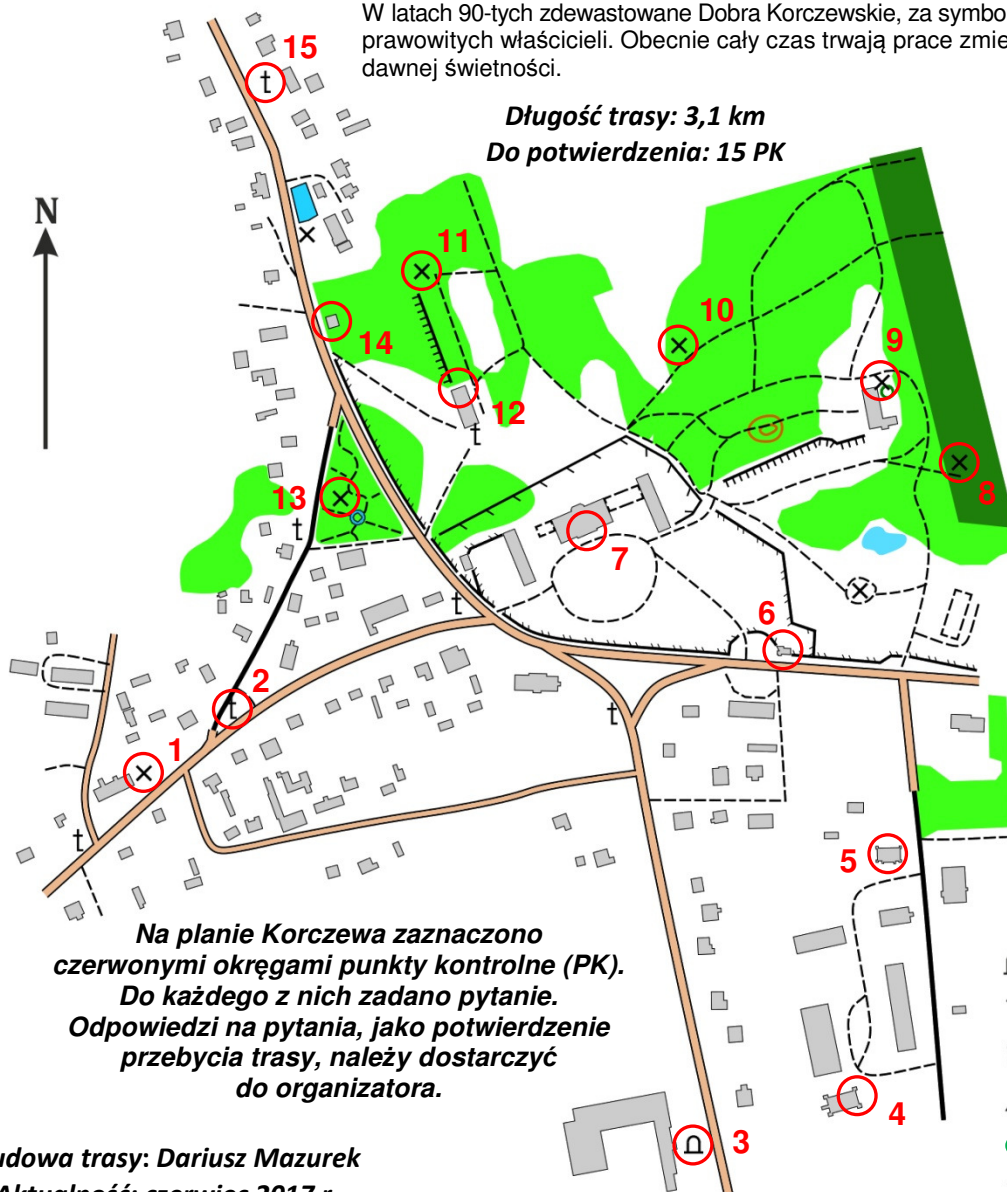 W latach 90-tych zdewastowane Dobra Korczewskie, za
prawowitych właścicieli. Obecnie cały czas trwają prace
dawnej świetności.
Długość trasy: 3,1 km
Do potwierdzenia: 15 PK
N
15
11
10
14
9
12
13
8
7
6
2
1
5
4
3
Na planie Korczewa zaznaczono
czerwonymi okręgami punkty kontrolne (PK).
Do każdego z nich zadano pytanie.
Odpowiedzi na pytania, jako potwierdzenie
przebycia trasy, należy dostarczyć
do organizatora.
udowa trasy: Dariusz Mazurek
Aktualność: czerwiec 2017 r.